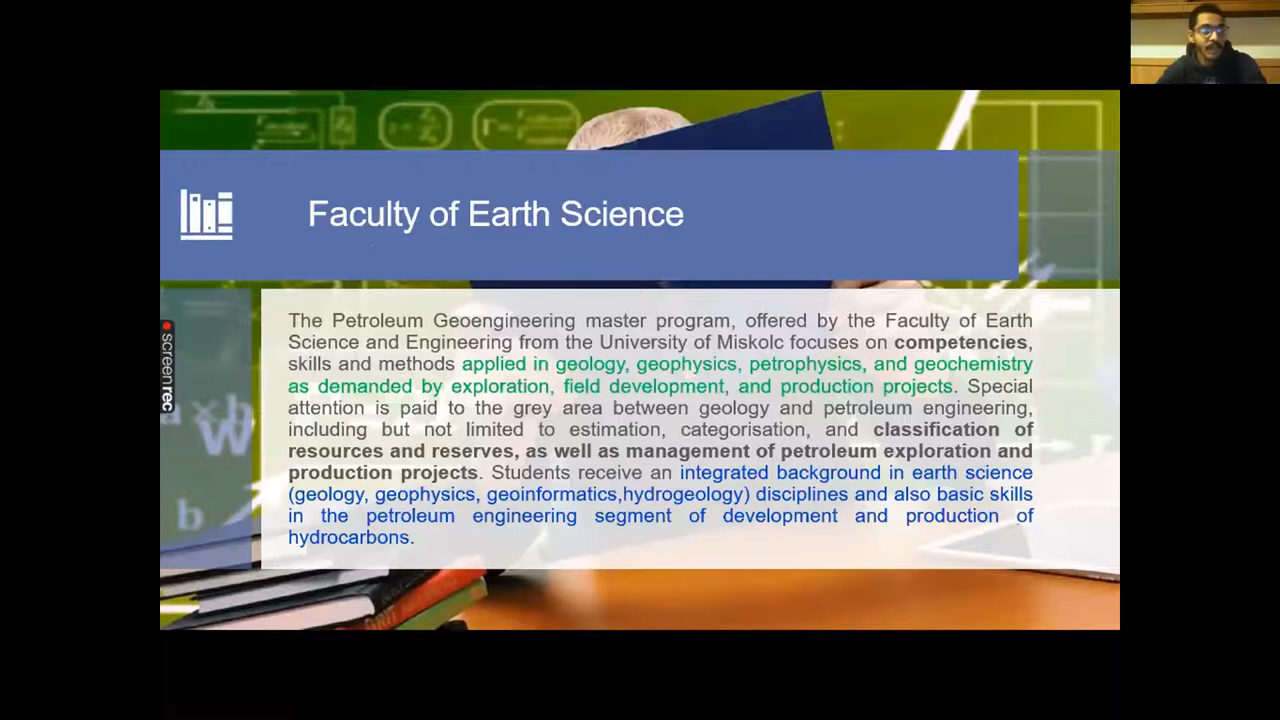 Faculty of Earth Science
The Petroleum Geoengineering master program, offered by the Faculty of Earth
Science and Engineering from the University of Miskolc focuses on competencies,
skills and methods applied in geology, geophysics, petrophysics, and geochemistry
as demanded by exploration, field development, and production projects. Special
attention is paid to the grey area between geology and petroleum engineering,
including but not limited to estimation, categorisation, and classification of
resources and reserves, as well as management of petroleum exploration and
production projects. Students receive an integrated background in earth science
(geology, geophysics, geoinformatics,hydrogeology) disciplines and also basic skills
in the petroleum engineering segment of development and production of
hydrocarbons.
screenrec